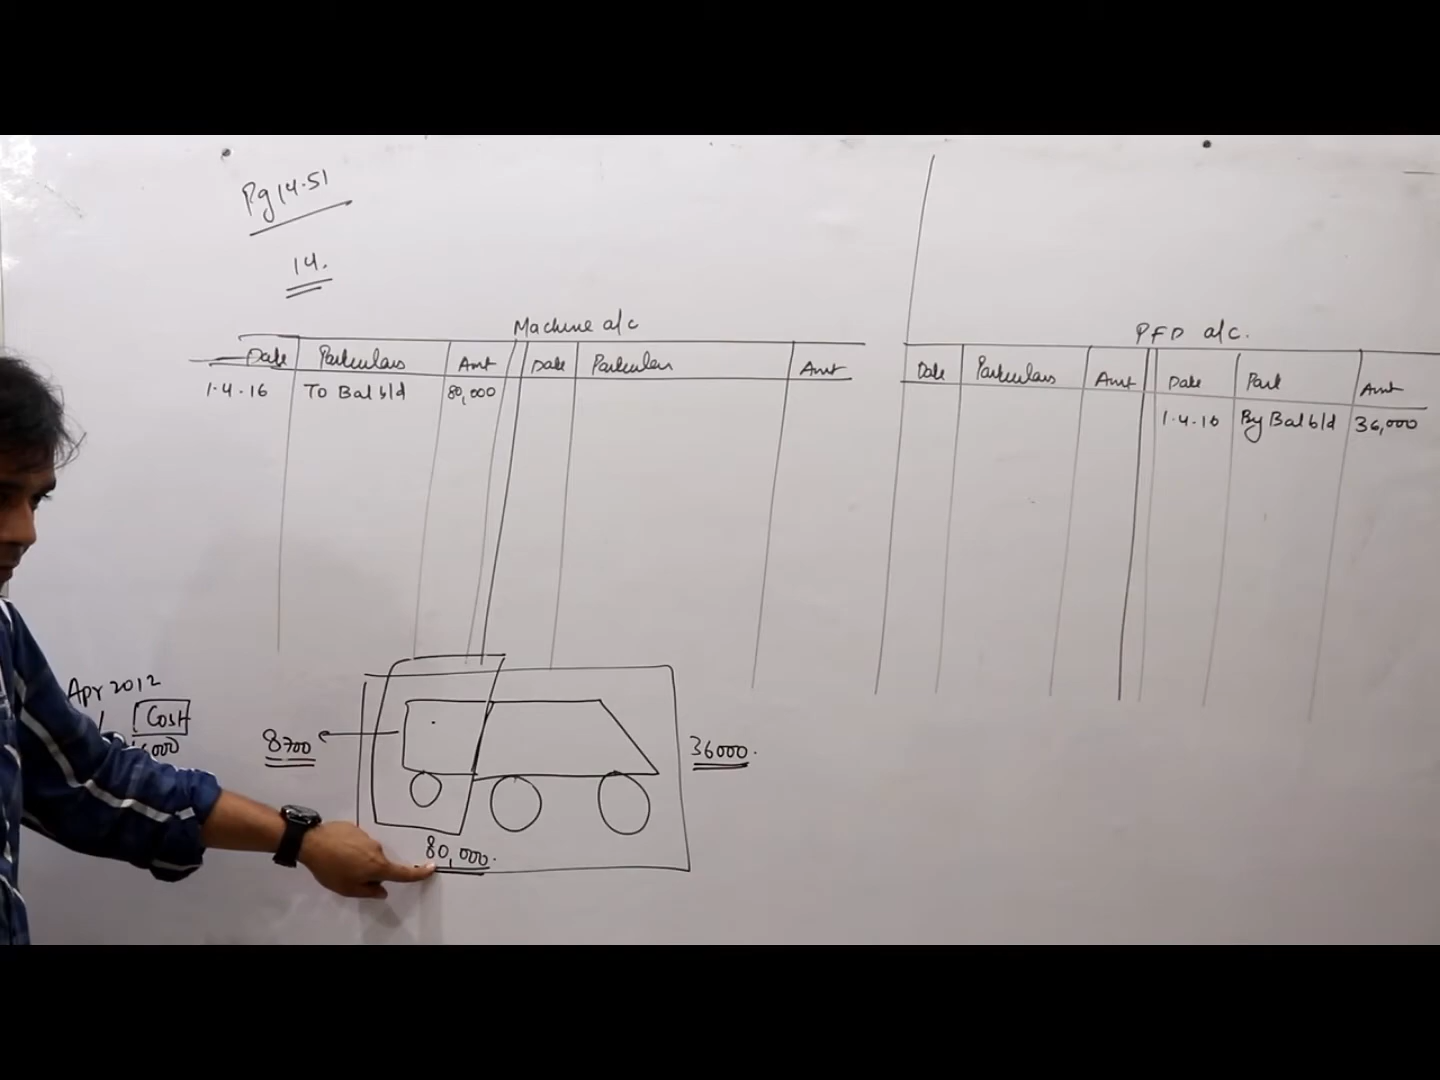 Pg 14.51
14.
Machine a/c
Date Particulars Amt Date Particulars Amt
1.4.16 To Bal b/d 80,000
PFD a/c.
Date Particulars Amt Date Part Amt
1.4.16 By Bal b/d 36,000
Apr 2012
Cost
8700
36000.
80,000.